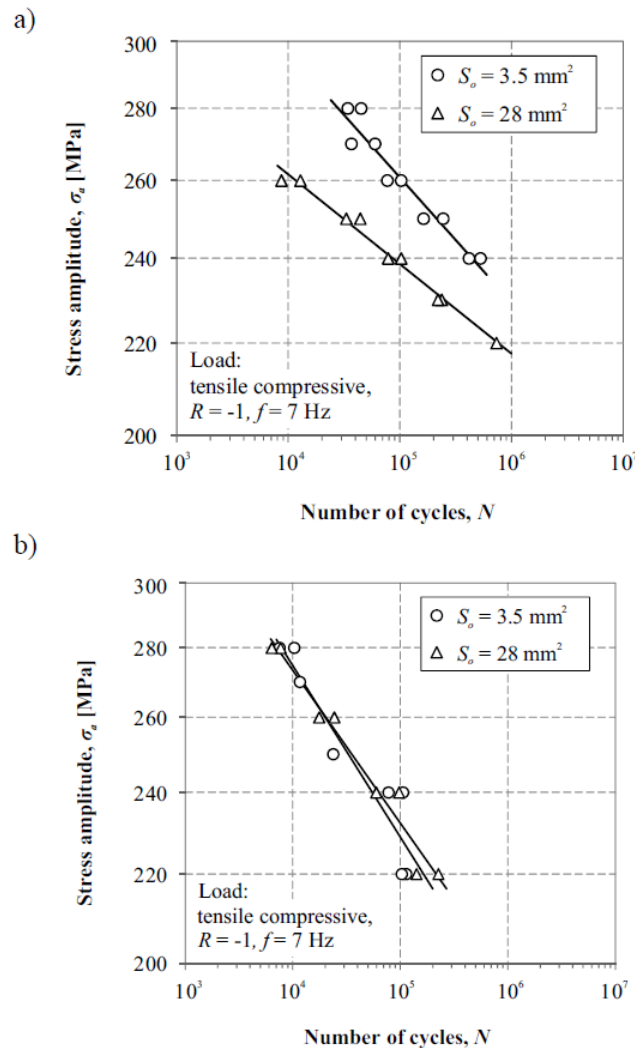 a)
300
280
260
240
220
200
Stress amplitude, σₐ [MPa]
○ Sₒ = 3.5 mm²
△ Sₒ = 28 mm²
Load:
tensile compressive,
R = -1, f = 7 Hz
10³ 10⁴ 10⁵ 10⁶ 10⁷
Number of cycles, N
b)
300
280
260
240
220
200
Stress amplitude, σₐ [MPa]
○ Sₒ = 3.5 mm²
△ Sₒ = 28 mm²
Load:
tensile compressive,
R = -1, f = 7 Hz
10³ 10⁴ 10⁵ 10⁶ 10⁷
Number of cycles, N